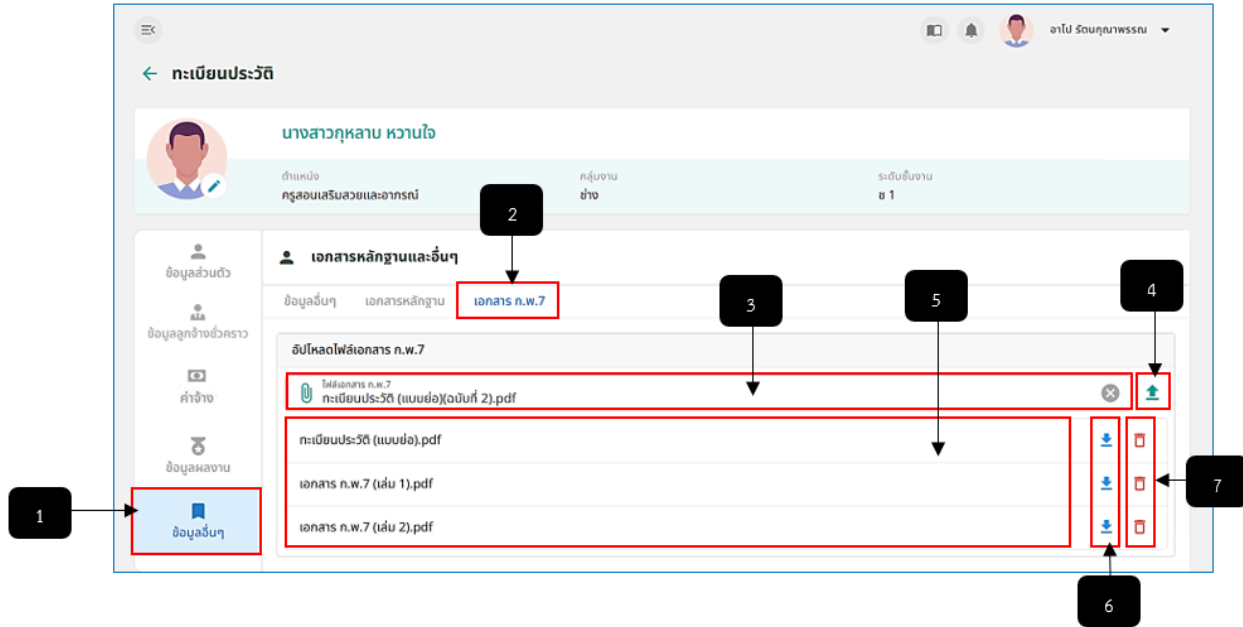 อาโป รัตนกุณาพรรณ
ทะเบียนประวัติ
นางสาวกุหลาบ หวานใจ
ตำแหน่ง กลุ่มงาน ระดับชั้นงาน
ครูสอนเสริมสวยและอาภรณ์ ช่าง ช 1
2
ข้อมูลส่วนตัว
เอกสารหลักฐานและอื่นๆ
ข้อมูลอื่นๆ เอกสารหลักฐาน เอกสาร ก.พ.7
3
5
4
ข้อมูลลูกจ้างชั่วคราว
อัปโหลดไฟล์เอกสาร ก.พ.7
ค่าจ้าง
ไฟล์เอกสาร ก.พ.7
ทะเบียนประวัติ (แบบย่อ)(ฉบับที่ 2).pdf
ทะเบียนประวัติ (แบบย่อ).pdf
ข้อมูลผลงาน
เอกสาร ก.พ.7 (เล่ม 1).pdf
7
1
ข้อมูลอื่นๆ
เอกสาร ก.พ.7 (เล่ม 2).pdf
6